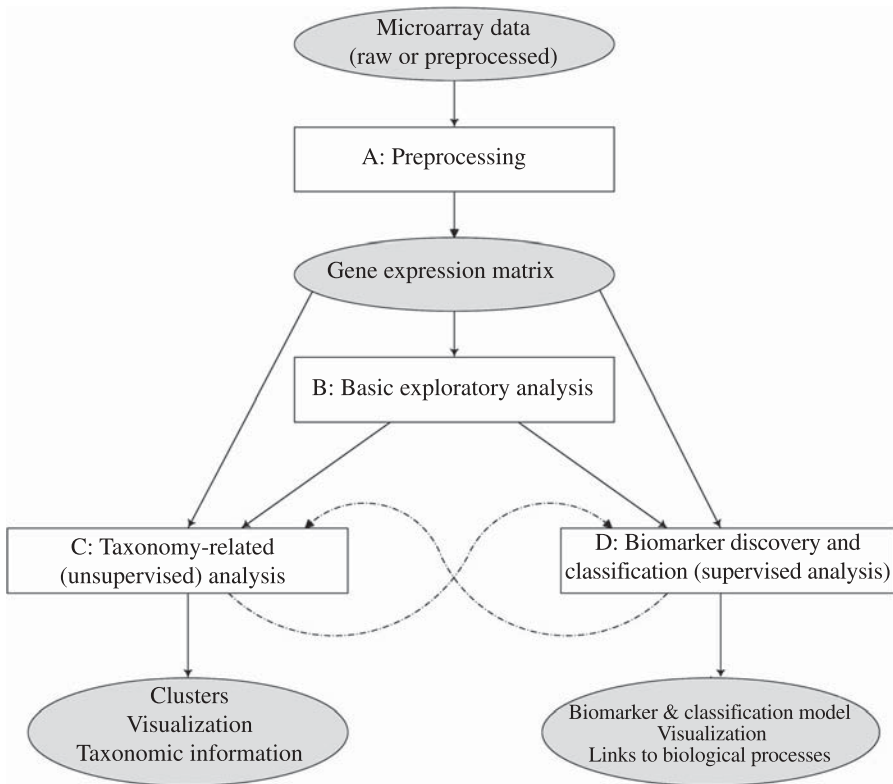 Microarray data
(raw or preprocessed)
A: Preprocessing
Gene expression matrix
B: Basic exploratory analysis
C: Taxonomy-related
(unsupervised) analysis
D: Biomarker discovery and
classification (supervised analysis)
Clusters
Visualization
Taxonomic information
Biomarker & classification model
Visualization
Links to biological processes